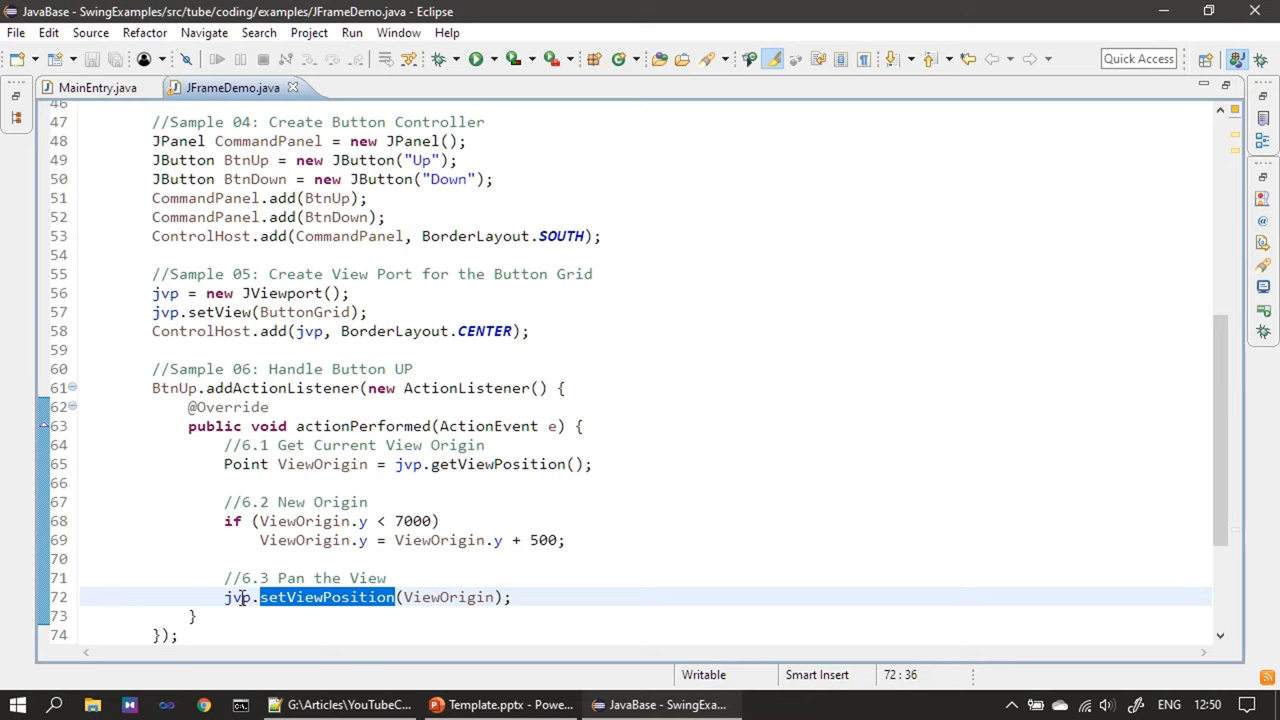 JavaBase - SwingExamples/src/tube/coding/examples/JFrameDemo.java - Eclipse
File Edit Source Refactor Navigate Search Project Run Window Help
Quick Access
MainEntry.java JFrameDemo.java
46
47 //Sample 04: Create Button Controller
48 JPanel CommandPanel = new JPanel();
49 JButton BtnUp = new JButton("Up");
50 JButton BtnDown = new JButton("Down");
51 CommandPanel.add(BtnUp);
52 CommandPanel.add(BtnDown);
53 ControlHost.add(CommandPanel, BorderLayout.SOUTH);
54
55 //Sample 05: Create View Port for the Button Grid
56 jvp = new JViewport();
57 jvp.setView(ButtonGrid);
58 ControlHost.add(jvp, BorderLayout.CENTER);
59
60 //Sample 06: Handle Button UP
61 BtnUp.addActionListener(new ActionListener() {
62 @Override
63 public void actionPerformed(ActionEvent e) {
64 //6.1 Get Current View Origin
65 Point ViewOrigin = jvp.getViewPosition();
66
67 //6.2 New Origin
68 if (ViewOrigin.y < 7000)
69 ViewOrigin.y = ViewOrigin.y + 500;
70
71 //6.3 Pan the View
72 jvp.setViewPosition(ViewOrigin);
73 }
74 });
Writable Smart Insert 72 : 36
G:\Articles\YouTubeC... Template.pptx - Powe... JavaBase - SwingExa... 12:50